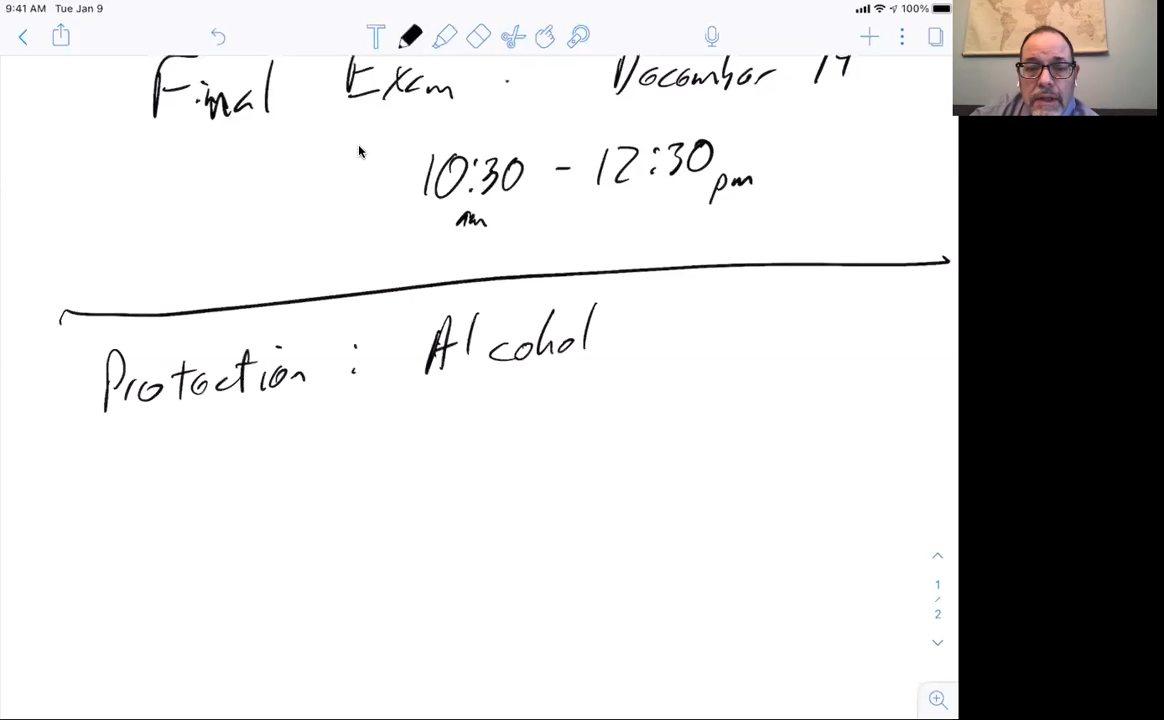 9:41 AM Tue Jan 9
100%
Final Exam : December 19
10:30 - 12:30 pm
am
Protection : Alcohol
T
1
/
2